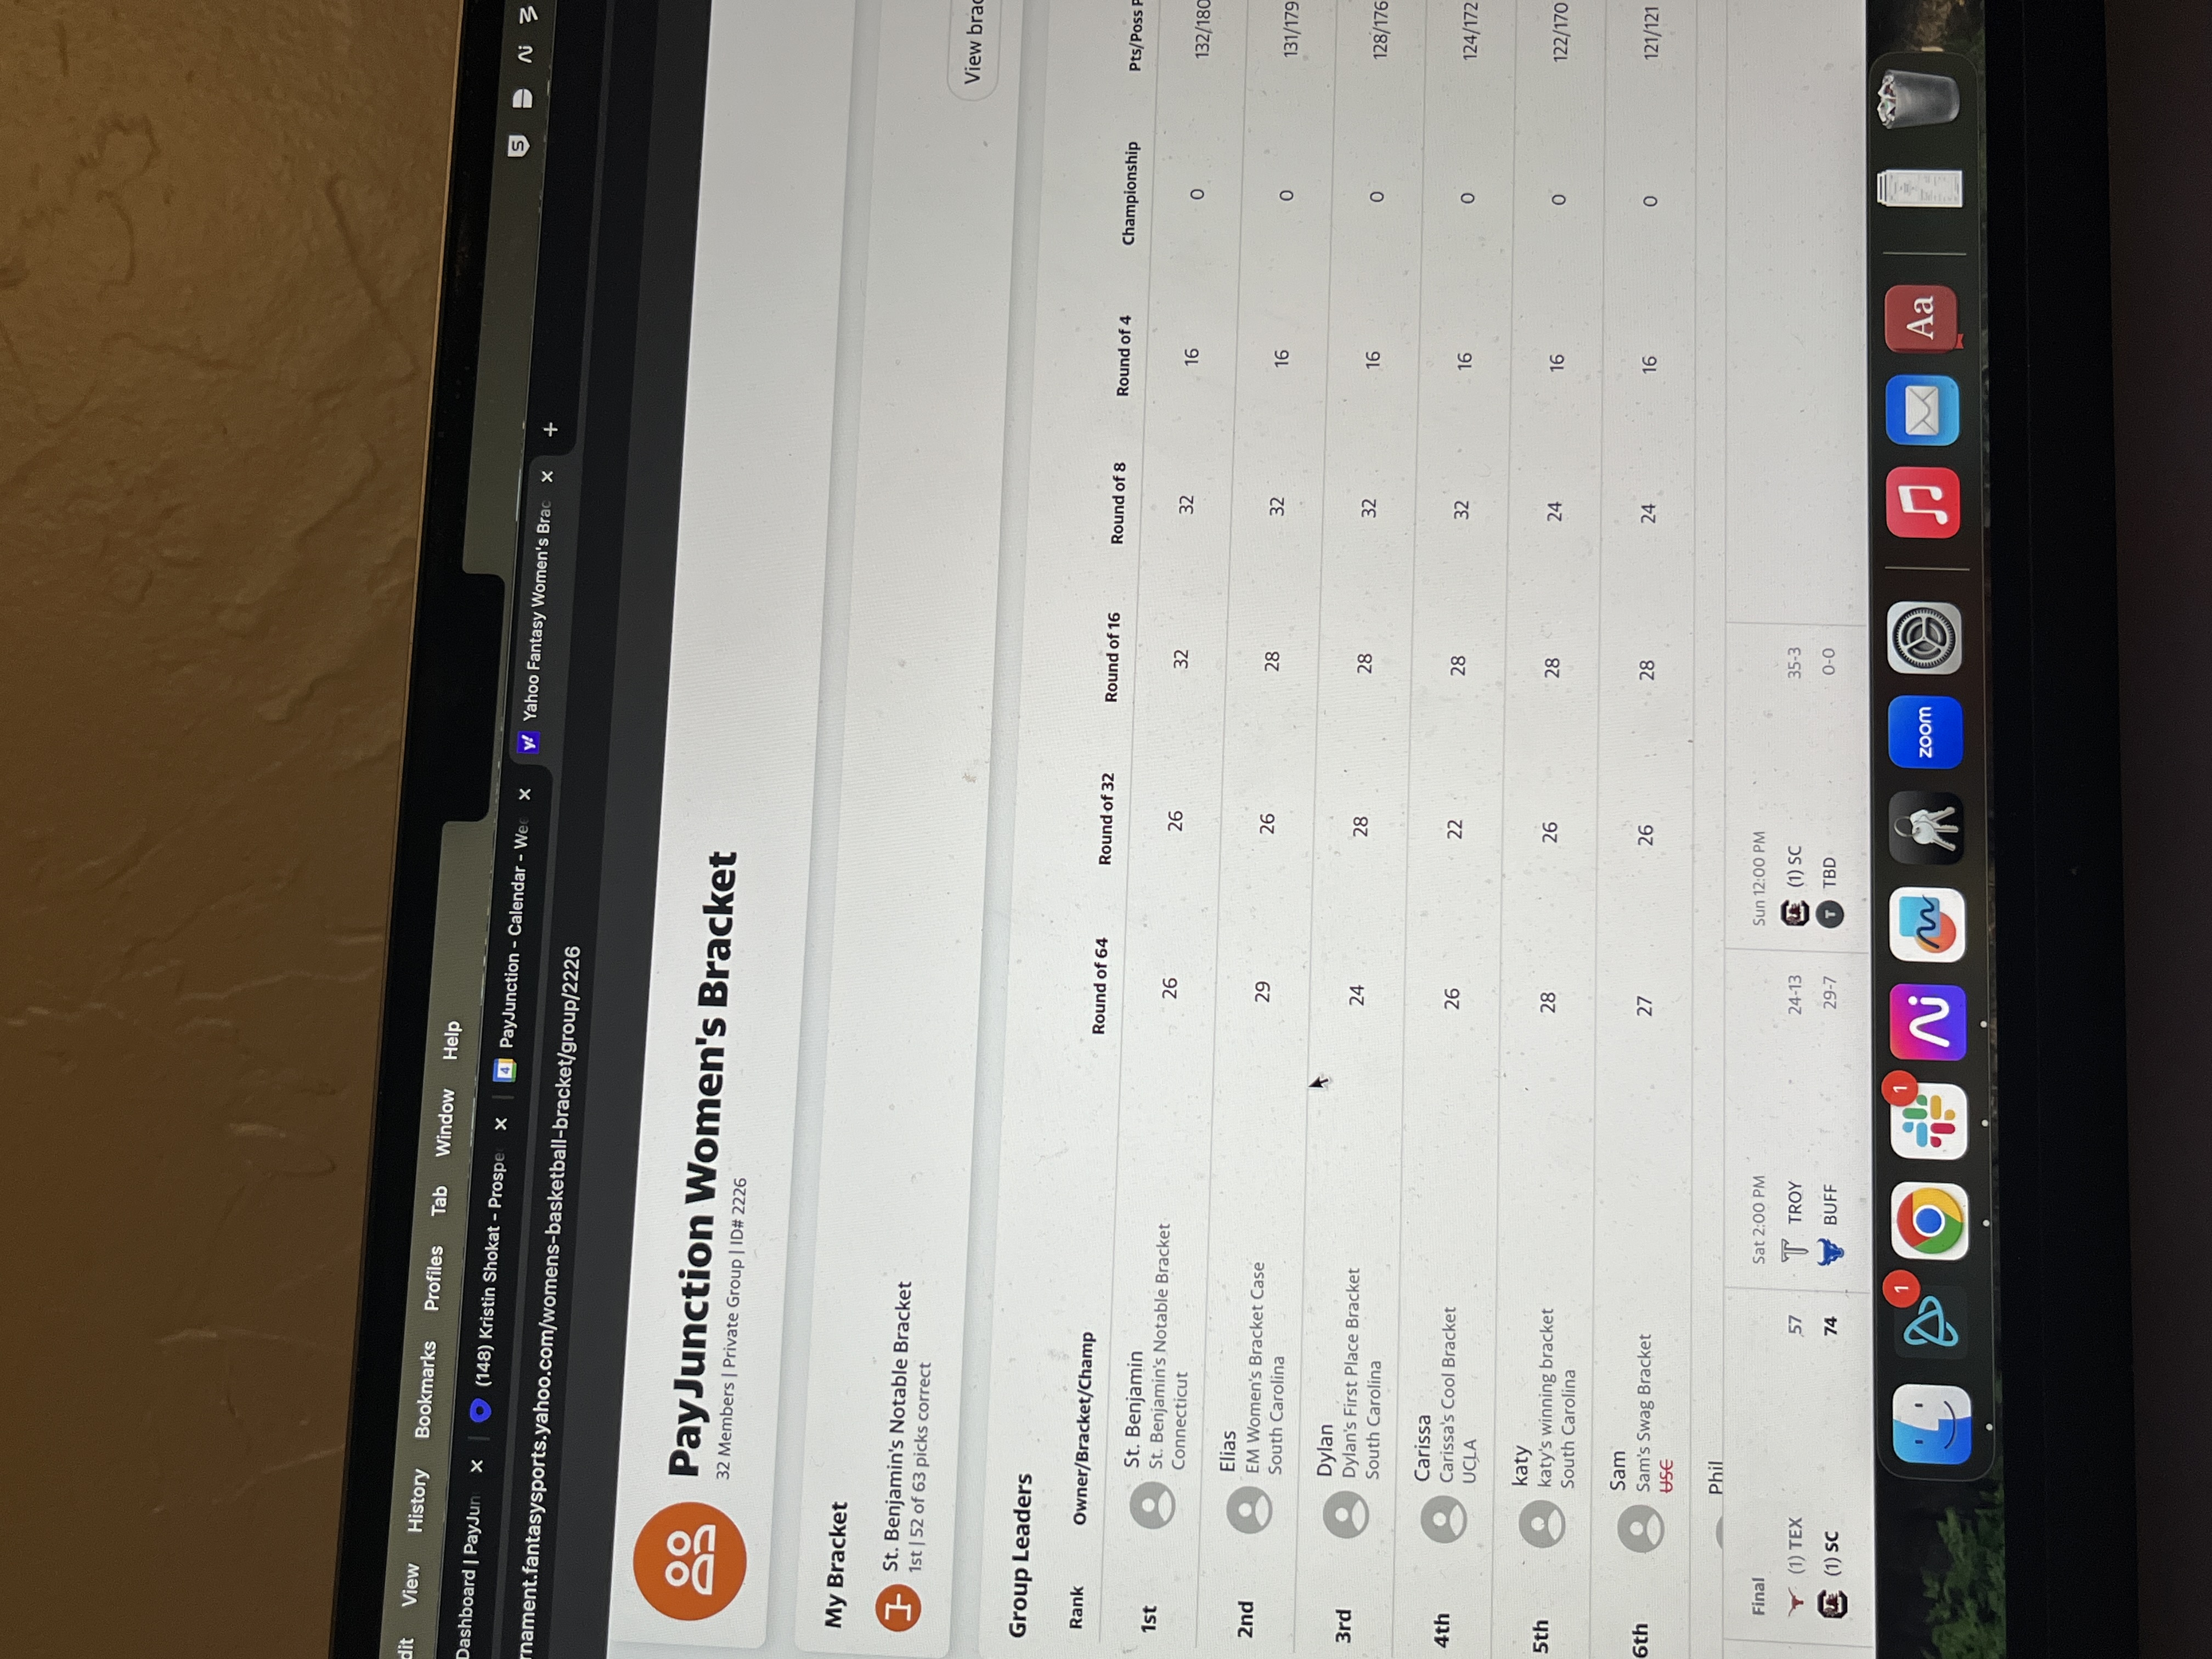 dit View History Bookmarks Profiles Tab Window Help
Dashboard | PayJun (148) Kristin Shokat - Prospe PayJunction - Calendar - Wee Yahoo Fantasy Women's Brac
rnament.fantasysports.yahoo.com/womens-basketball-bracket/group/2226
PayJunction Women's Bracket
32 Members | Private Group | ID# 2226
My Bracket
St. Benjamin's Notable Bracket
1st | 52 of 63 picks correct
View brac
Group Leaders
Rank Owner/Bracket/Champ Round of 64 Round of 32 Round of 16 Round of 8 Round of 4 Championship Pts/Poss P
St. Benjamin
1st St. Benjamin's Notable Bracket 26 26 32 32 16 0 132/180
Connecticut
Elias
2nd EM Women's Bracket Case 29 26 28 32 16 0 131/179
South Carolina
Dylan
3rd Dylan's First Place Bracket 24 28 28 32 16 0 128/176
South Carolina
Carissa
4th Carissa's Cool Bracket 26 22 28 32 16 0 124/172
UCLA
katy
5th katy's winning bracket 28 26 28 24 16 0 122/170
South Carolina
Sam
6th Sam's Swag Bracket 27 26 28 24 16 0 121/121
USC
Phil
Final Sat 2:00 PM Sun 12:00 PM
(1) TEX 57 TROY 24-13 (1) SC 35-3
(1) SC 74 BUFF 29-7 T TBD 0-0
1 1 zoom Aa